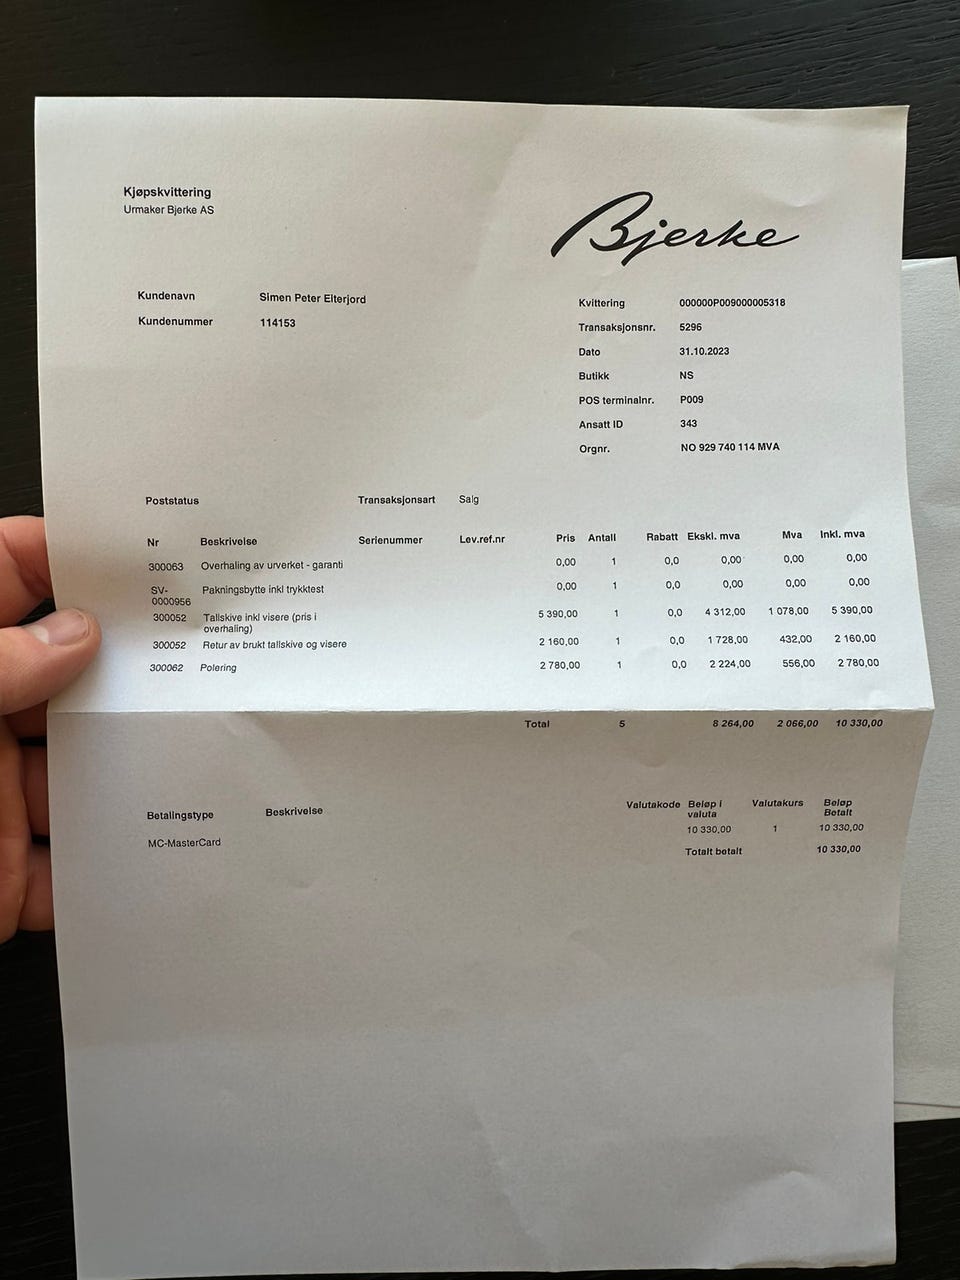 Kjøpskvittering
Urmaker Bjerke AS
Bjerke
Kundenavn Simen Peter Elterjord
Kundenummer 114153
Kvittering 000000P009000005318
Transaksjonsnr. 5296
Dato 31.10.2023
Butikk NS
POS terminalnr. P009
Ansatt ID 343
Orgnr. NO 929 740 114 MVA
Poststatus Transaksjonsart Salg
Nr Beskrivelse Serienummer Lev.ref.nr Pris Antall Rabatt Ekskl. mva Mva Inkl. mva
300063 Overhaling av urverket - garanti 0,00 1 0,0 0,00 0,00 0,00
SV- Pakningsbytte inkl trykktest 0,00 1 0,0 0,00 0,00 0,00
0000956
300052 Tallskive inkl visere (pris i 5 390,00 1 0,0 4 312,00 1 078,00 5 390,00
overhaling)
300052 Retur av brukt tallskive og visere 2 160,00 1 0,0 1 728,00 432,00 2 160,00
300062 Polering 2 780,00 1 0,0 2 224,00 556,00 2 780,00
Total 5 8 264,00 2 066,00 10 330,00
Betalingstype Beskrivelse Valutakode Beløp i Valutakurs Beløp
valuta Betalt
MC-MasterCard 10 330,00 1 10 330,00
Totalt betalt 10 330,00